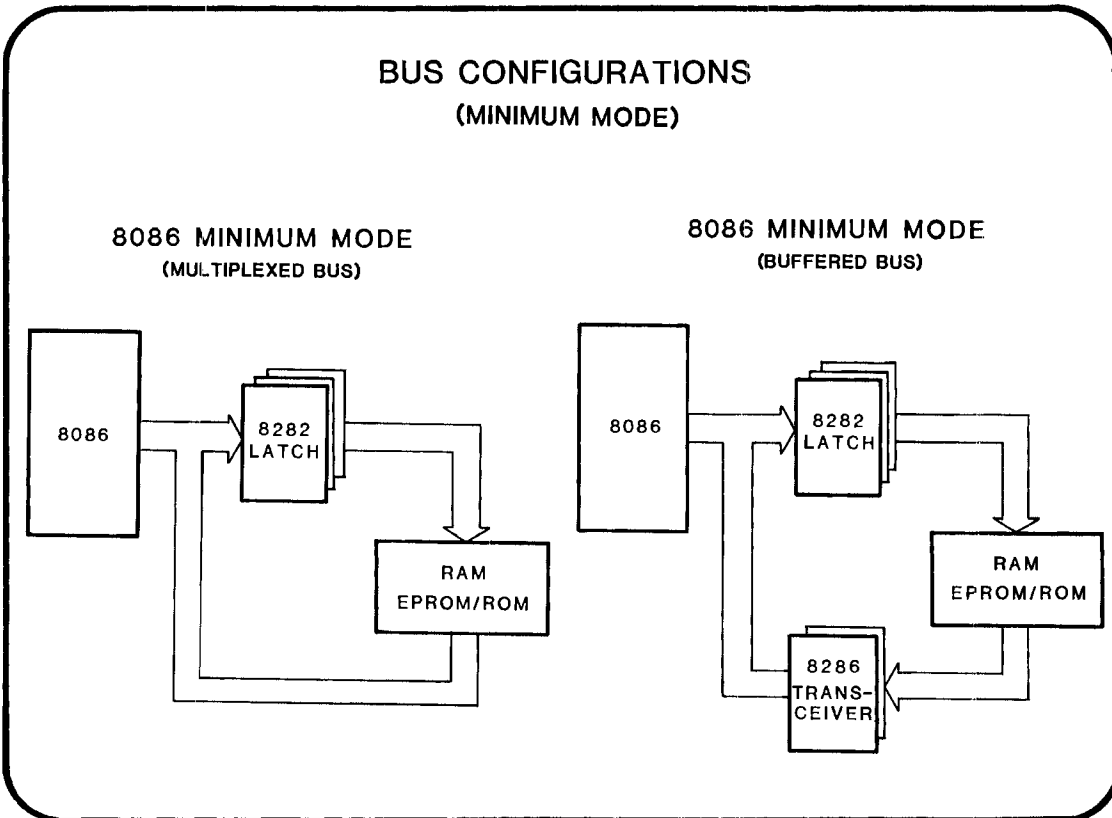 BUS CONFIGURATIONS
(MINIMUM MODE)
8086 MINIMUM MODE
(MULTIPLEXED BUS)
8086
8282
LATCH
RAM
EPROM/ROM
8086 MINIMUM MODE
(BUFFERED BUS)
8086
8282
LATCH
RAM
EPROM/ROM
8286
TRANS-
CEIVER